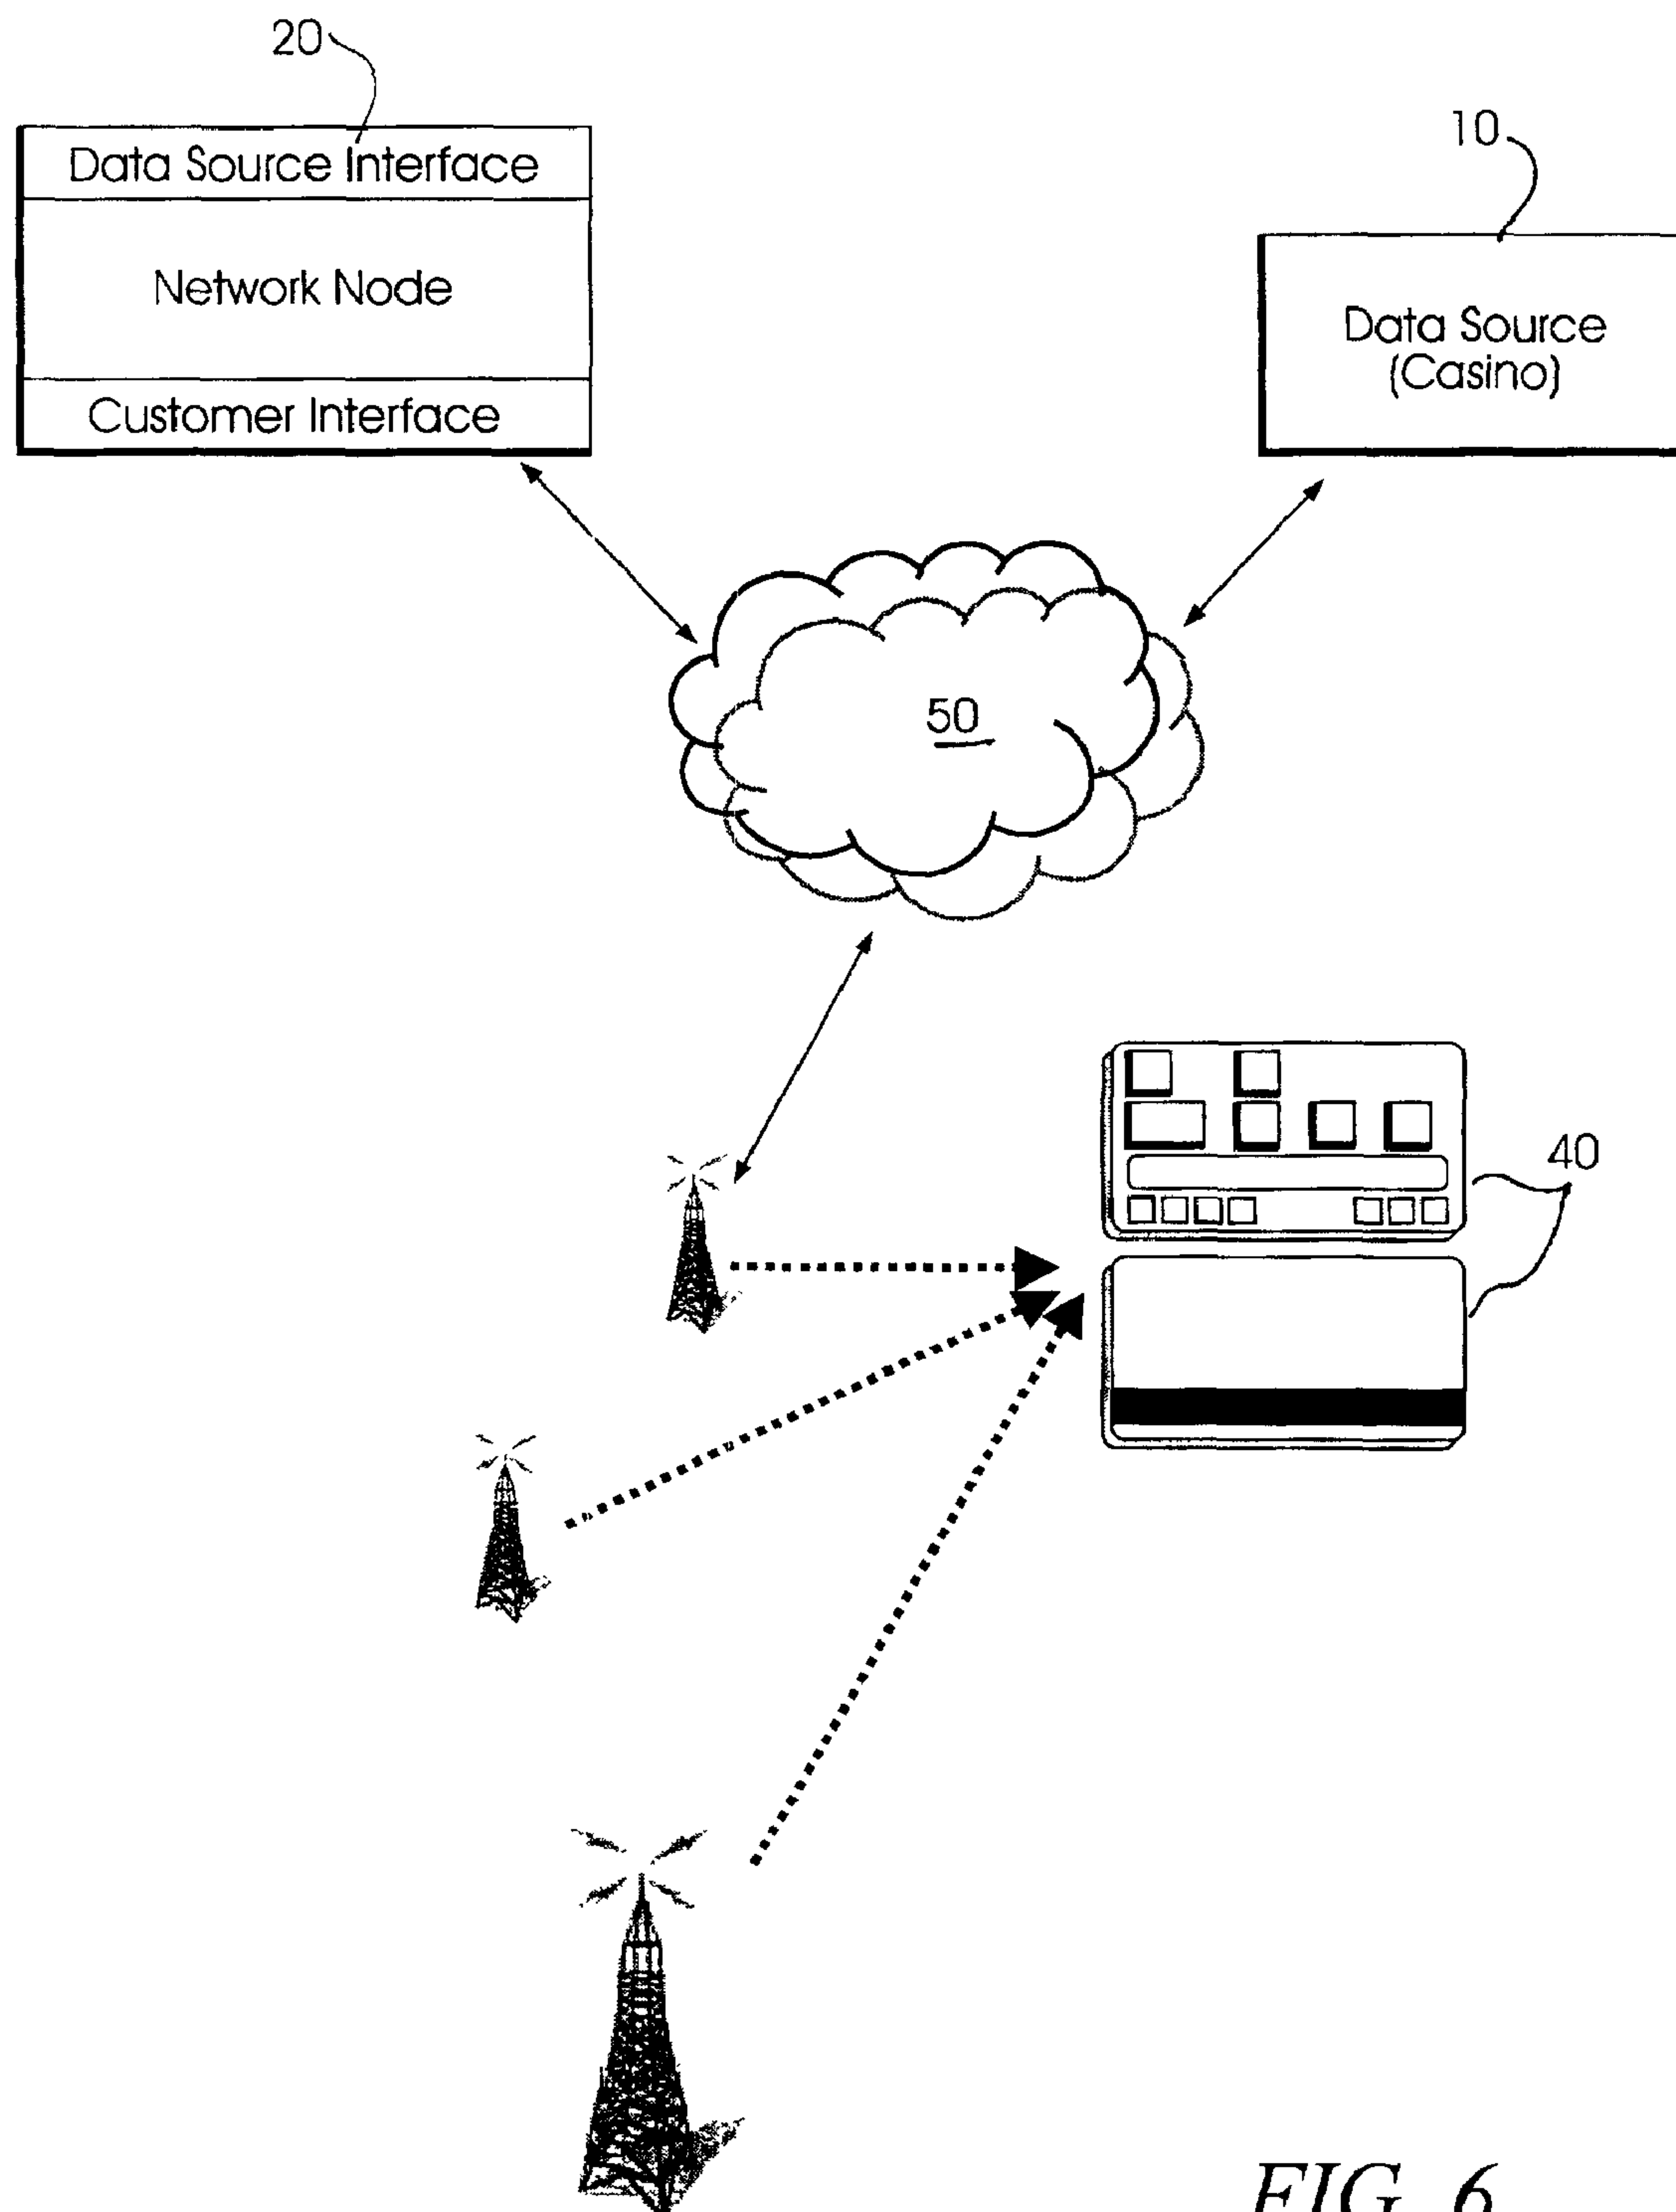 20
10
Data Source Interface
Network Node
Customer Interface
Data Source
(Casino)
50
40
FIG. 6